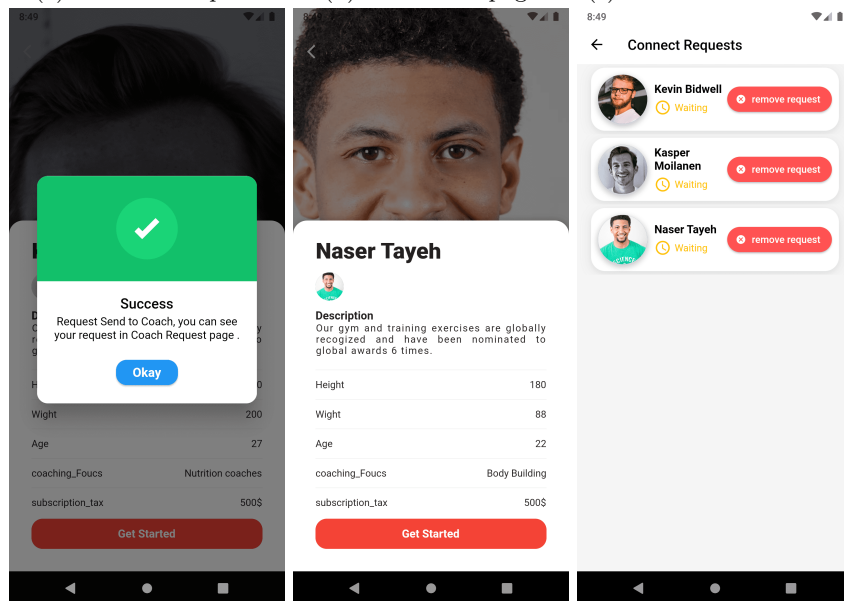 8:49
Success
Request Send to Coach, you can see
your request in Coach Request page .
Okay
Wight 200
Age 27
coaching_Foucs Nutrition coaches
subscription_tax 500$
Get Started
Naser Tayeh
Description
Our gym and training exercises are globally
recognized and have been nominated to
global awards 6 times.
Height 180
Wight 88
Age 22
coaching_Foucs Body Building
subscription_tax 500$
Get Started
8:49
Connect Requests
Kevin Bidwell
Waiting
remove request
Kasper
Moilanen
Waiting
remove request
Naser Tayeh
Waiting
remove request
SCIENCE